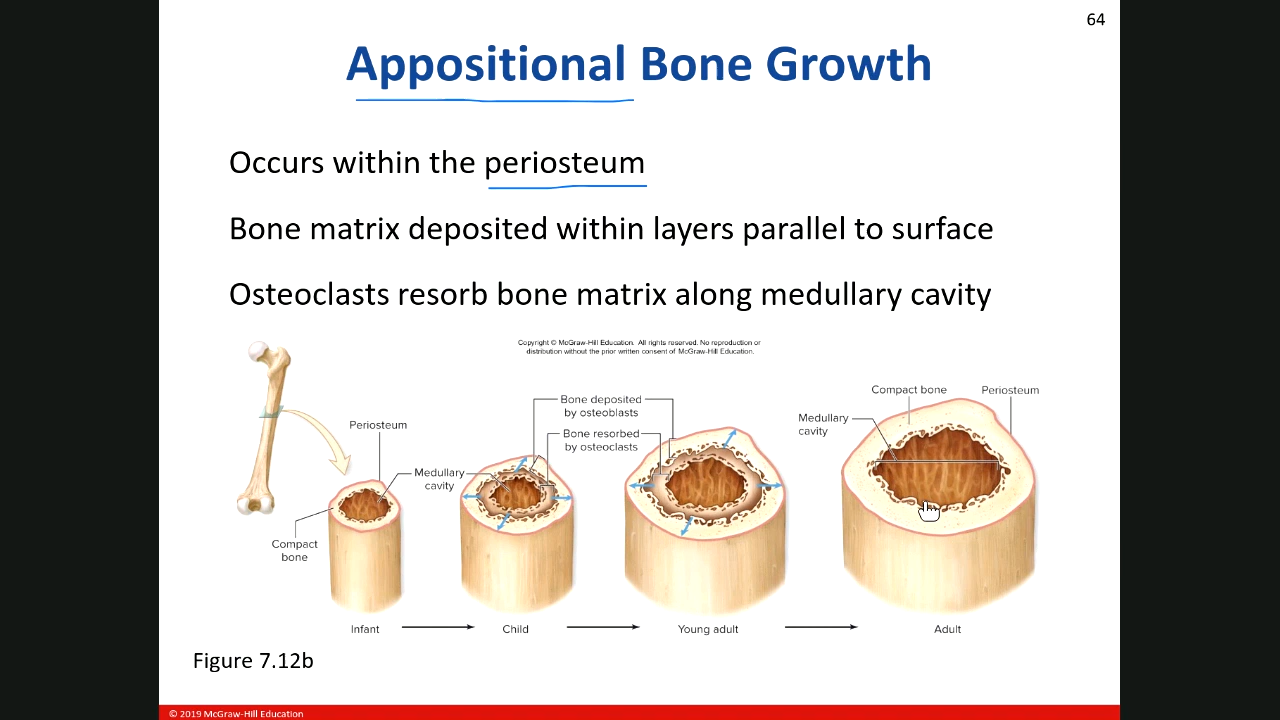 64
Appositional Bone Growth
Occurs within the periosteum
Bone matrix deposited within layers parallel to surface
Osteoclasts resorb bone matrix along medullary cavity
Copyright © McGraw-Hill Education. All rights reserved. No reproduction or
distribution without the prior written consent of McGraw-Hill Education.
Periosteum
Compact
bone
Medullary
cavity
Bone deposited
by osteoblasts
Bone resorbed
by osteoclasts
Medullary
cavity
Compact bone
Periosteum
Infant
Child
Young adult
Adult
Figure 7.12b
© 2019 McGraw-Hill Education